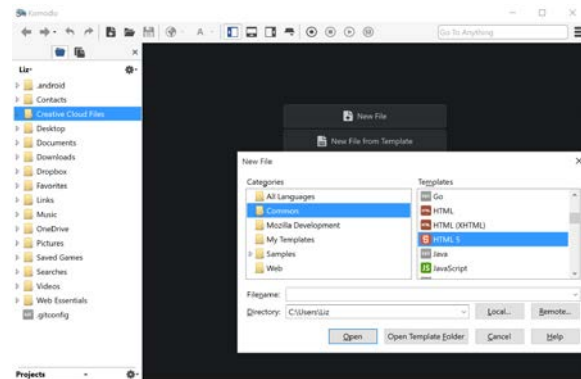 Komodo
Go To Anything
Liz
.android
Contacts
Creative Cloud Files
Desktop
Documents
Downloads
Dropbox
Favorites
Links
Music
OneDrive
Pictures
Saved Games
Searches
Videos
Web Essentials
.gitconfig
Projects
New File
New File from Template
New File
Categories
All Languages
Common
Mozilla Development
My Templates
Samples
Web
Templates
Go
HTML
HTML (XHTML)
HTML 5
Java
JavaScript
Filename:
Directory: C:\Users\Liz
Local...
Remote...
Open
Open Template Folder
Cancel
Help